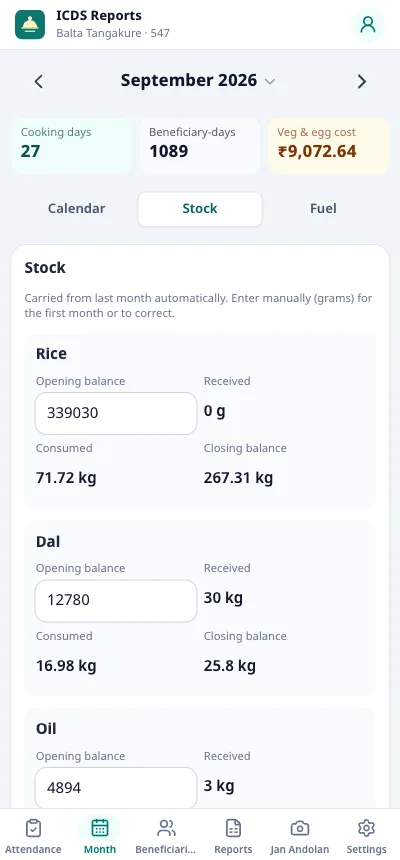 ICDS Reports
Balta Tangakure · 547
September 2026
Cooking days
27
Beneficiary-days
1089
Veg & egg cost
₹9,072.64
Calendar
Stock
Fuel
Stock
Carried from last month automatically. Enter manually (grams) for
the first month or to correct.
Rice
Opening balance
Received
339030
0 g
Consumed
Closing balance
71.72 kg
267.31 kg
Dal
Opening balance
Received
12780
30 kg
Consumed
Closing balance
16.98 kg
25.8 kg
Oil
Opening balance
Received
4894
3 kg
Attendance
Month
Beneficiari...
Reports
Jan Andolan
Settings